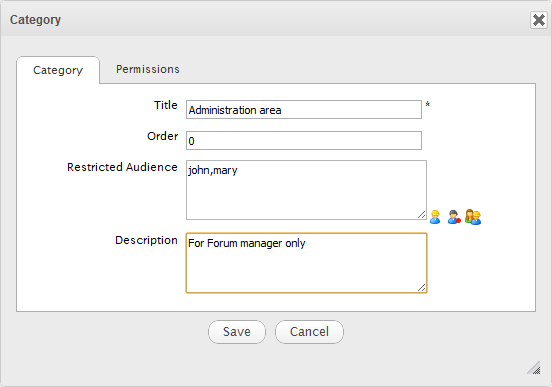 Category
Category Permissions
Title Administration area *
Order 0
Restricted Audience john,mary
Description For Forum manager only
Save Cancel